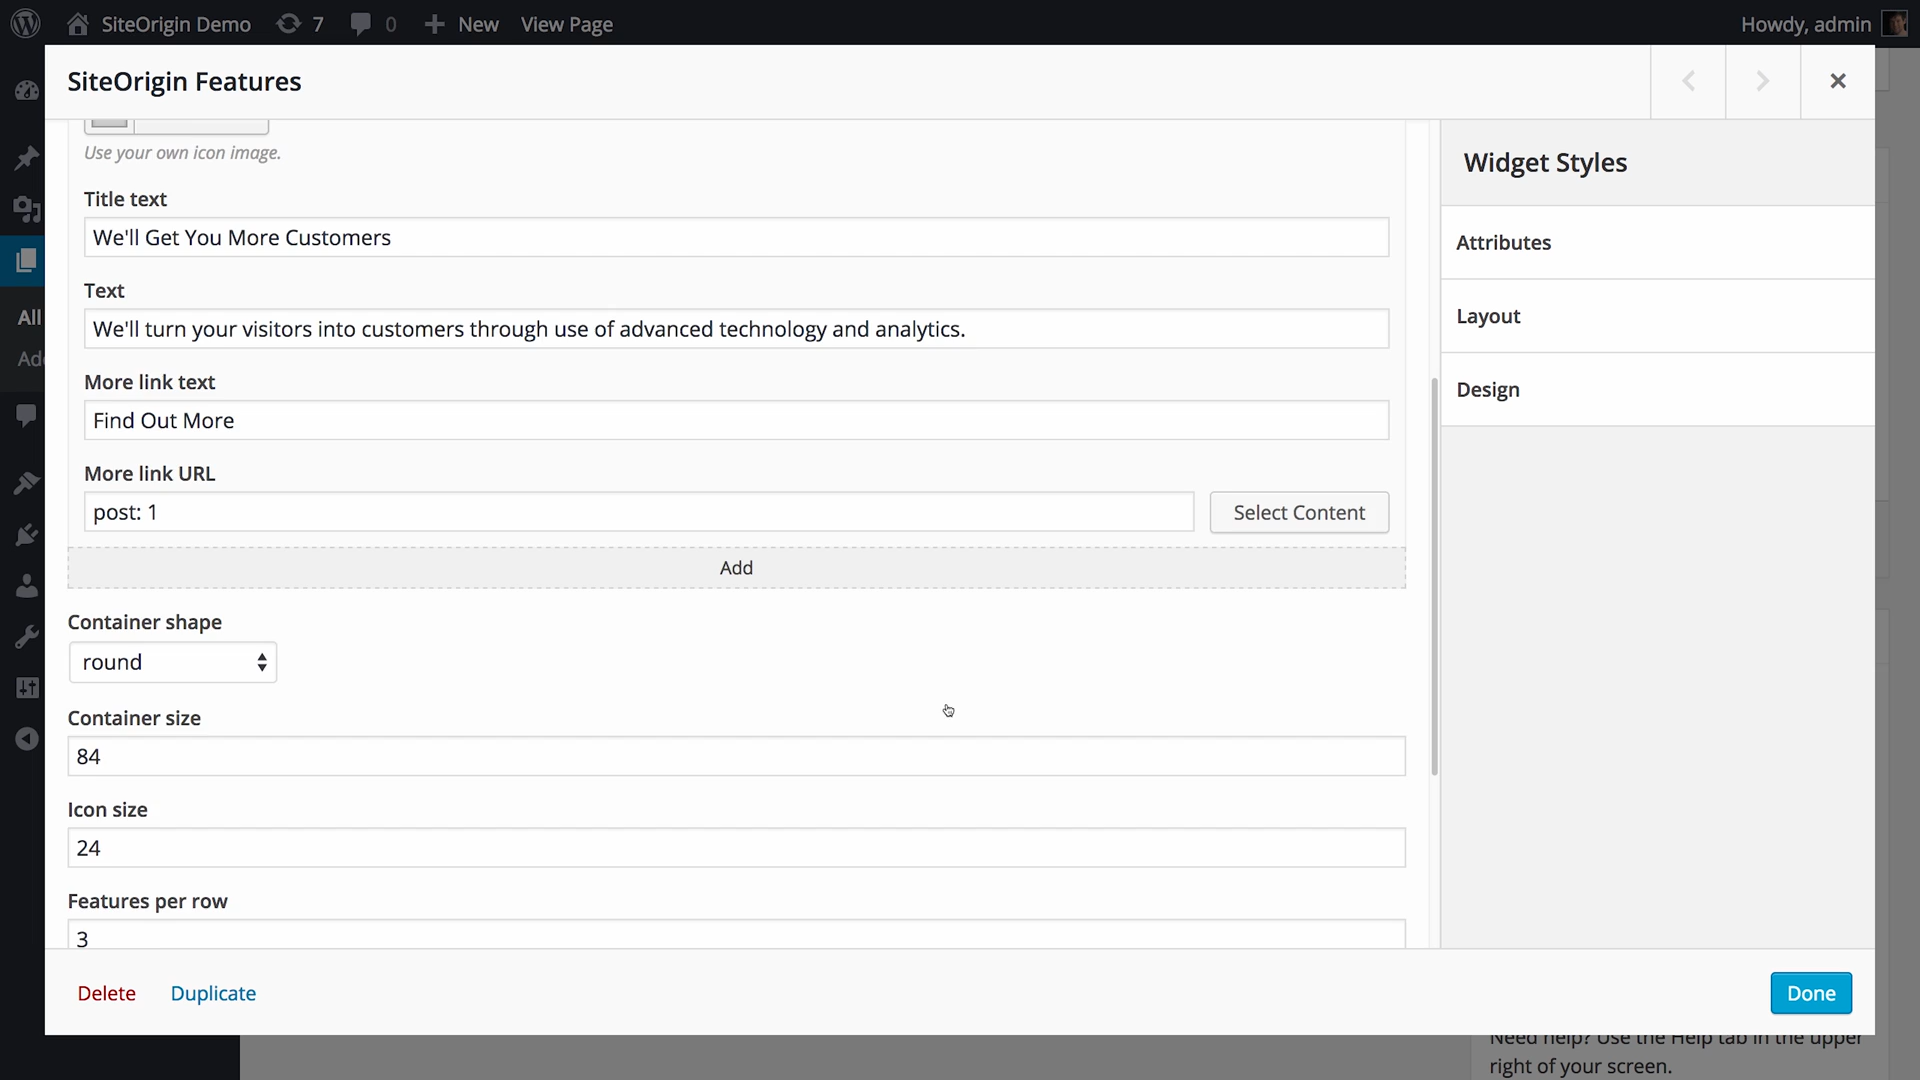 SiteOrigin Demo 7 0 New View Page Howdy, admin
SiteOrigin Features
Use your own icon image.
Title text
We'll Get You More Customers
Text
We'll turn your visitors into customers through use of advanced technology and analytics.
More link text
Find Out More
More link URL
post: 1
Select Content
Add
Container shape
round
Container size
84
Icon size
24
Features per row
3
Widget Styles
Attributes
Layout
Design
All
Add
Delete Duplicate Done
Need help? Use the Help tab in the upper
right of your screen.